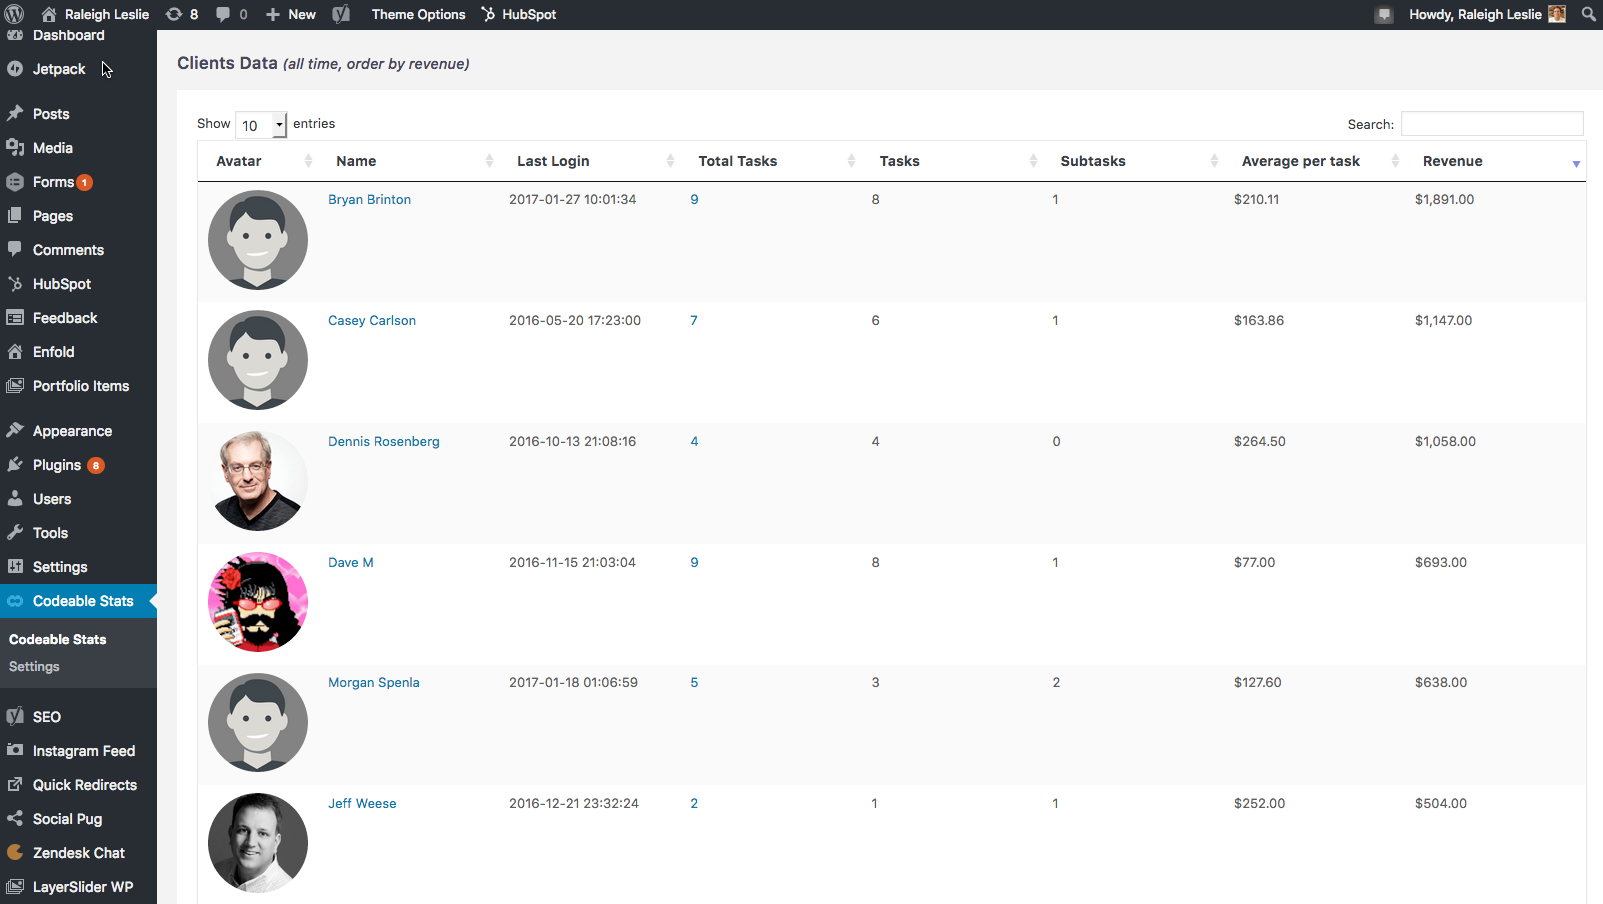 Raleigh Leslie 8 0 New Theme Options HubSpot Howdy, Raleigh Leslie
Dashboard
Jetpack
Posts
Media
Forms 1
Pages
Comments
HubSpot
Feedback
Enfold
Portfolio Items
Appearance
Plugins 8
Users
Tools
Settings
Codeable Stats
Codeable Stats
Settings
SEO
Instagram Feed
Quick Redirects
Social Pug
Zendesk Chat
LayerSlider WP
Clients Data (all time, order by revenue)
Show 10 entries Search:
Avatar Name Last Login Total Tasks Tasks Subtasks Average per task Revenue
Bryan Brinton 2017-01-27 10:01:34 9 8 1 $210.11 $1,891.00
Casey Carlson 2016-05-20 17:23:00 7 6 1 $163.86 $1,147.00
Dennis Rosenberg 2016-10-13 21:08:16 4 4 0 $264.50 $1,058.00
Dave M 2016-11-15 21:03:04 9 8 1 $77.00 $693.00
Morgan Spenla 2017-01-18 01:06:59 5 3 2 $127.60 $638.00
Jeff Weese 2016-12-21 23:32:24 2 1 1 $252.00 $504.00